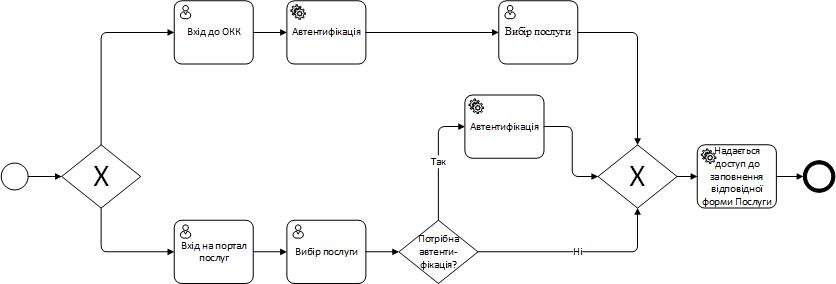 Вхід до ОКК
Автентифікація
Вибір послуги
Автентифікація
Так
X
X
Надається
доступ до
заповнення
відповідної
форми Послуги
Вхід на портал
послуг
Вибір послуги
Потрібна
автенти-
фікація?
Ні